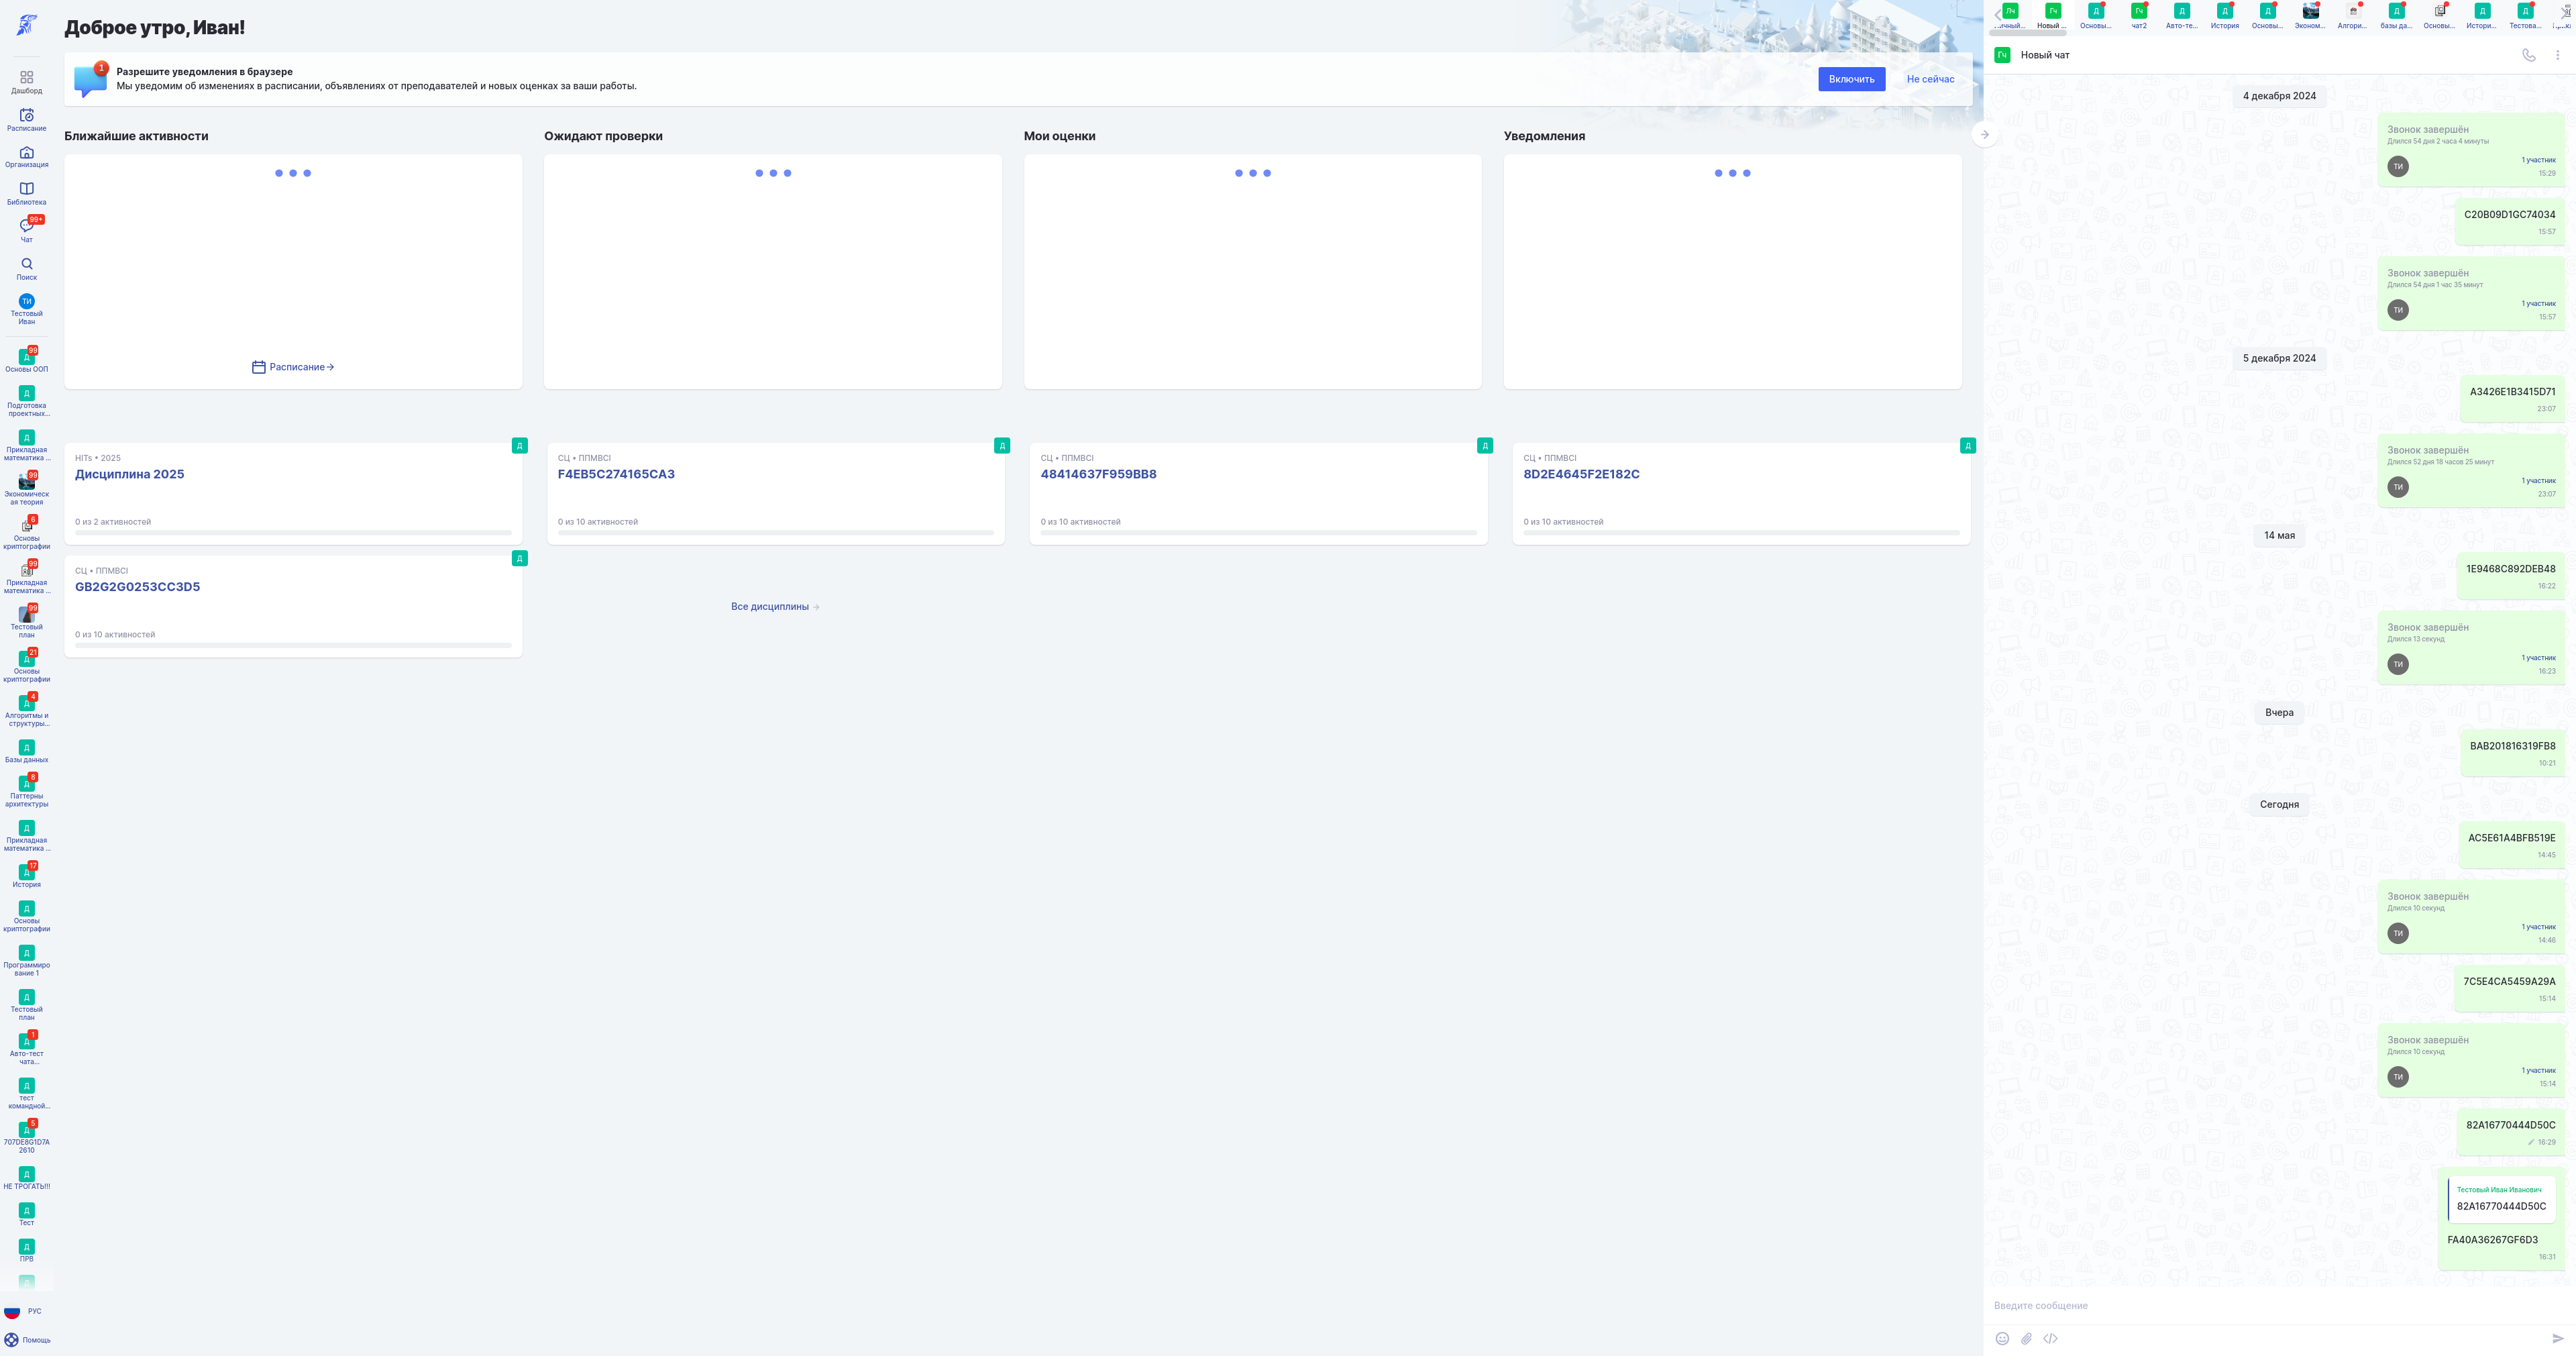 Дашборд
Расписание
Организация
Библиотека
99+
Чат
Поиск
ТИ
Тестовый
Иван
99
Д
Основы ООП
Д
Подготовка
проектных...
Д
Прикладная
математика ...
99
Экономическ
ая теория
6
Основы
криптографии
99
Прикладная
математика ...
99
Тестовый
план
21
Д
Основы
криптографии
4
Д
Алгоритмы и
структуры...
Д
Базы данных
8
Д
Паттерны
архитектуры
Д
Прикладная
математика ...
17
Д
История
Д
Основы
криптографии
Д
Программиро
вание 1
Д
Тестовый
план
1
Д
Авто-тест
чата...
Д
тест
командной...
5
Д
707DE8G1D7A
2610
Д
НЕ ТРОГАТЬ!!!
Д
Тест
Д
ПРВ
Д
РУС
Помощь
Доброе утро, Иван!
1
Разрешите уведомления в браузере
Мы уведомим об изменениях в расписании, объявлениях от преподавателей и новых оценках за ваши работы.
Включить
Не сейчас
Ближайшие активности
Ожидают проверки
Мои оценки
Уведомления
Расписание
Д
HITs • 2025
Дисциплина 2025
0 из 2 активностей
Д
СЦ • ППМВСІ
F4EB5C274165CA3
0 из 10 активностей
Д
СЦ • ППМВСІ
48414637F959BB8
0 из 10 активностей
Д
СЦ • ППМВСІ
8D2E4645F2E182C
0 из 10 активностей
Д
СЦ • ППМВСІ
GB2G2G0253CC3D5
0 из 10 активностей
Все дисциплины
Лч
Гч
Новый ...
Д
Основы...
Гч
чат2
Д
Авто-те...
Д
История
Д
Основы...
Эконом...
Алгори...
Д
базы да...
Основы...
Д
Истори...
Д
Тестова...
Гч
Новый чат
4 декабря 2024
Звонок завершён
Длился 54 дня 2 часа 4 минуты
ТИ
1 участник
15:29
C20B09D1GC74034
15:57
Звонок завершён
Длился 54 дня 1 час 35 минут
ТИ
1 участник
15:57
5 декабря 2024
A3426E1B3415D71
23:07
Звонок завершён
Длился 52 дня 18 часов 25 минут
ТИ
1 участник
23:07
14 мая
1E9468C892DEB48
16:22
Звонок завершён
Длился 13 секунд
ТИ
1 участник
16:23
Вчера
BAB201816319FB8
10:21
Сегодня
AC5E61A4BFB519E
14:45
Звонок завершён
Длился 10 секунд
ТИ
1 участник
14:46
7C5E4CA5459A29A
15:14
Звонок завершён
Длился 10 секунд
ТИ
1 участник
15:14
82A16770444D50C
16:29
Тестовый Иван Иванович
82A16770444D50C
FA40A36267GF6D3
16:31
Введите сообщение